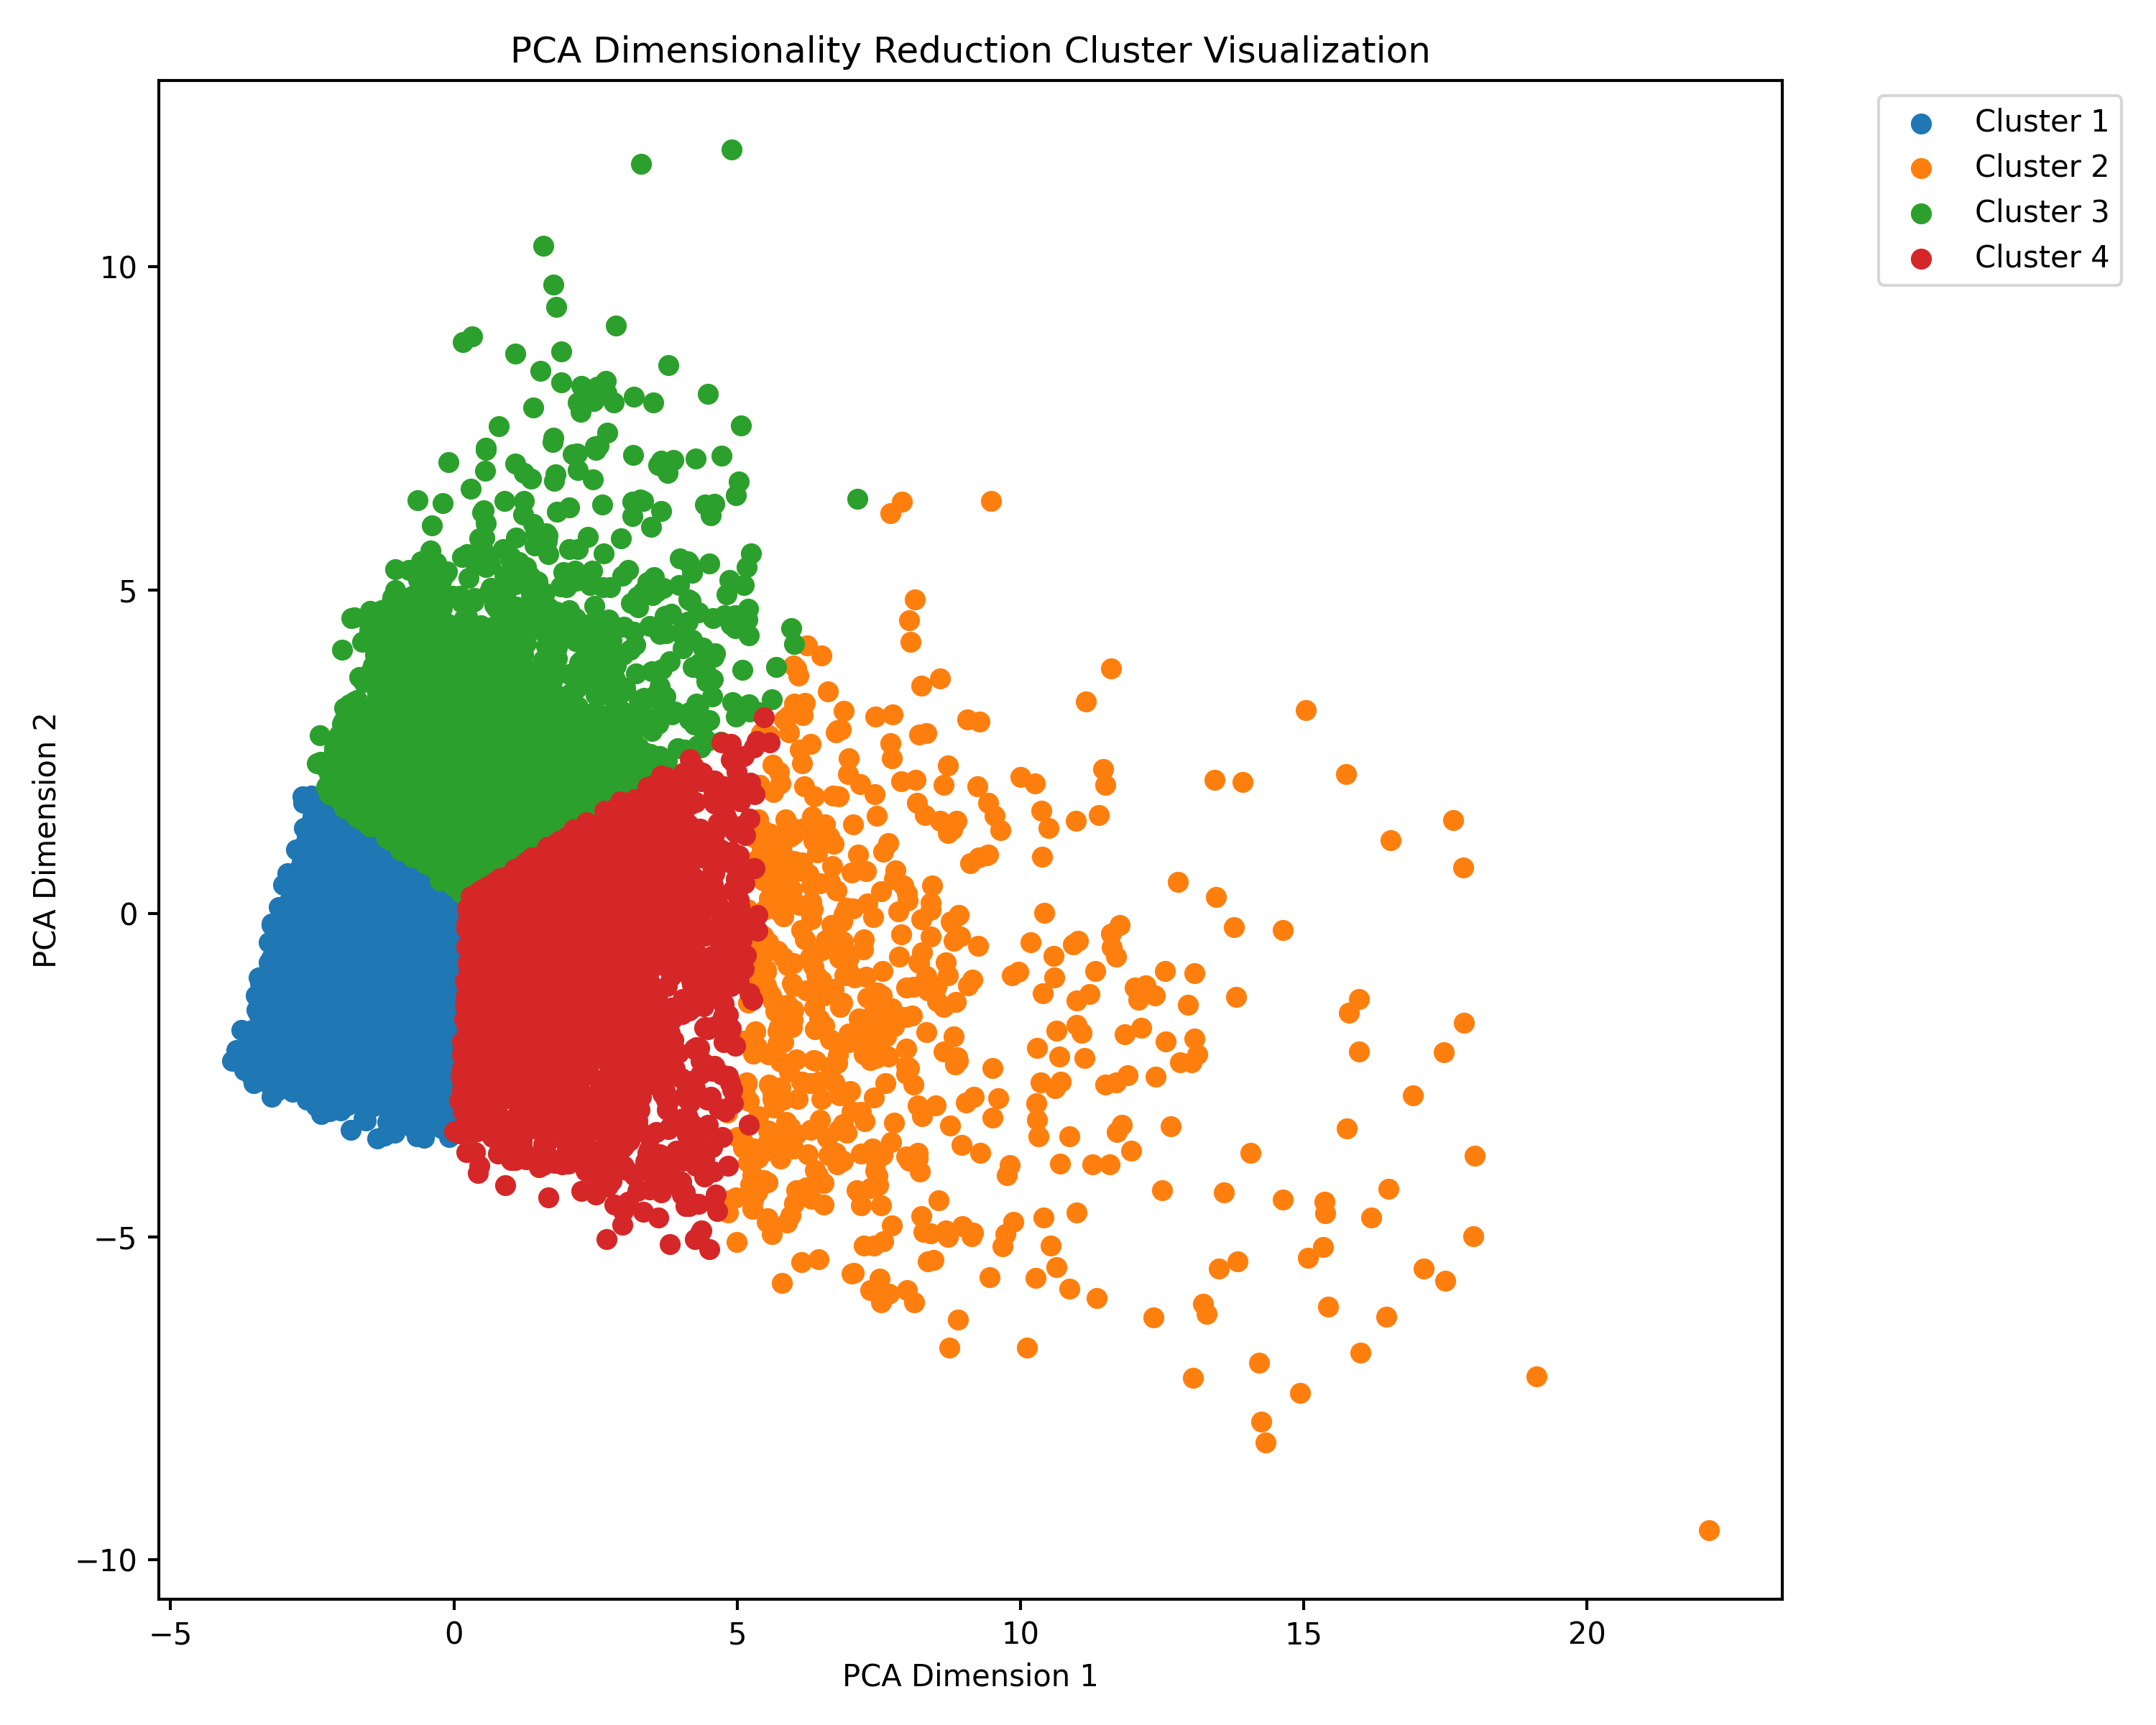 PCA Dimensionality Reduction Cluster Visualization
Cluster 1
Cluster 2
Cluster 3
Cluster 4
10
5
0
−5
−10
PCA Dimension 2
−5
0
5
10
15
20
PCA Dimension 1